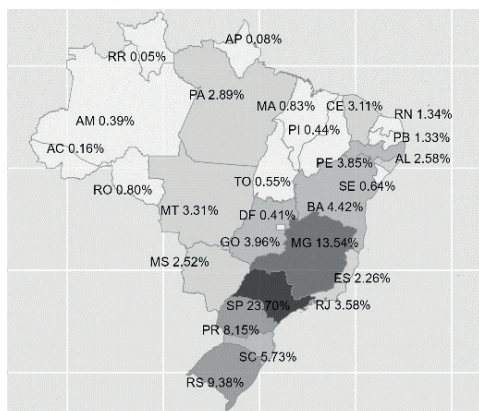 AP 0.08%
RR 0.05%
PA 2.89%
MA 0.83%
CE 3.11%
RN 1.34%
AM 0.39%
PI 0.44%
PB 1.33%
AC 0.16%
PE 3.85%
AL 2.58%
RO 0.80%
TO 0.55%
SE 0.64%
MT 3.31%
DF 0.41%
BA 4.42%
GO 3.96%
MG 13.54%
MS 2.52%
ES 2.26%
SP 23.70%
RJ 3.58%
PR 8.15%
SC 5.73%
RS 9.38%